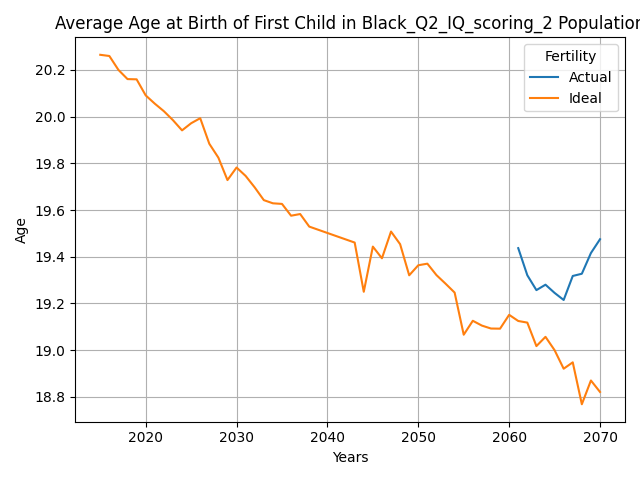 Average Age at Birth of First Child in Black_Q2_IQ_scoring_2 Population
Fertility
Actual
Ideal
Age
20.2
20.0
19.8
19.6
19.4
19.2
19.0
18.8
2020 2030 2040 2050 2060 2070
Years